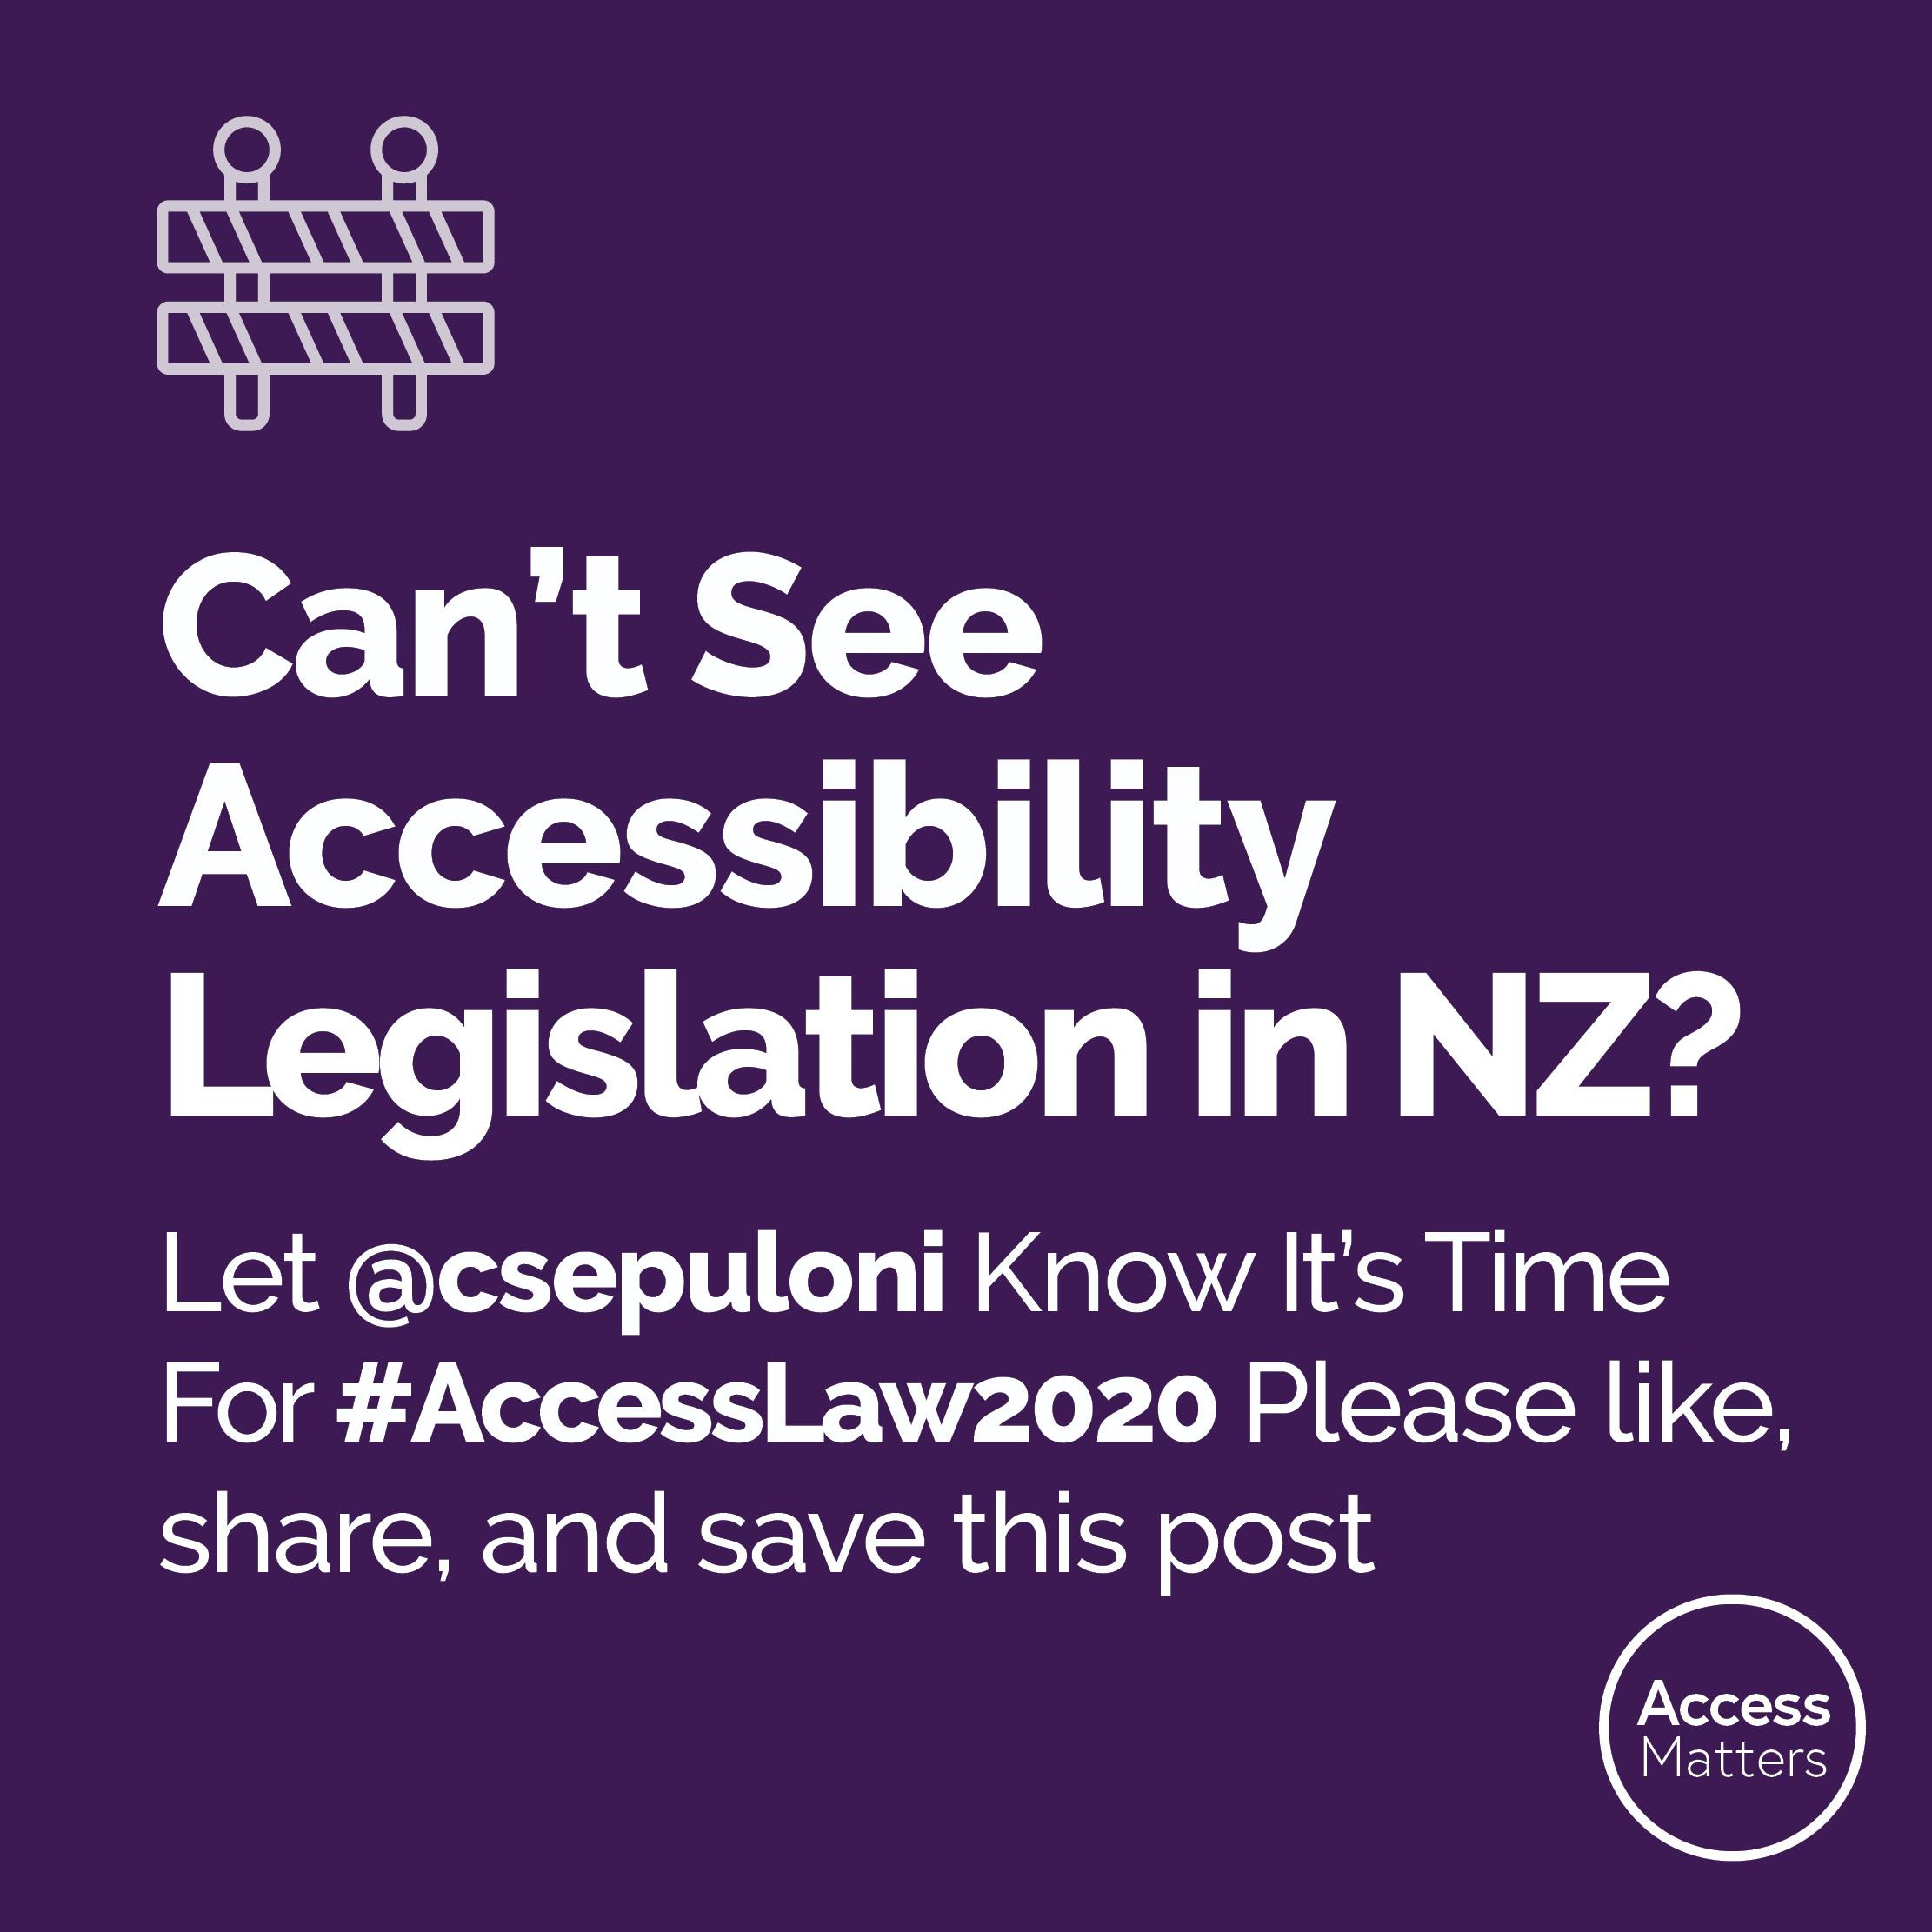 Can’t See
Accessibility
Legislation in NZ?
Let @csepuloni Know It’s Time
For #AccessLaw2020 Please like,
share, and save this post
Access
Matters